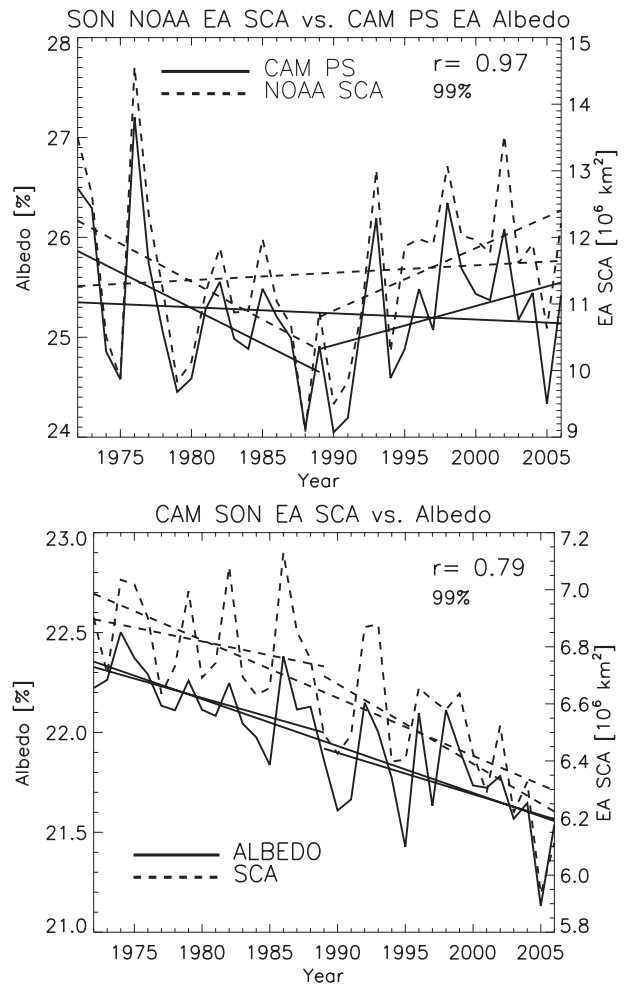 SON NOAA EA SCA vs. CAM PS EA Albedo
28 15
CAM PS r= 0.97
NOAA SCA 99%
14
27
13
26
12
Albedo [%] EA SCA [10⁶ km²]
11
25
10
24 9
1975 1980 1985 1990 1995 2000 2005
Year
CAM SON EA SCA vs. Albedo
23.0 7.2
r= 0.79
7.0
99%
22.5
6.8
22.0
6.6
Albedo [%] EA SCA [10⁶ km²]
6.4
21.5
6.2
ALBEDO
SCA
6.0
21.0 5.8
1975 1980 1985 1990 1995 2000 2005
Year